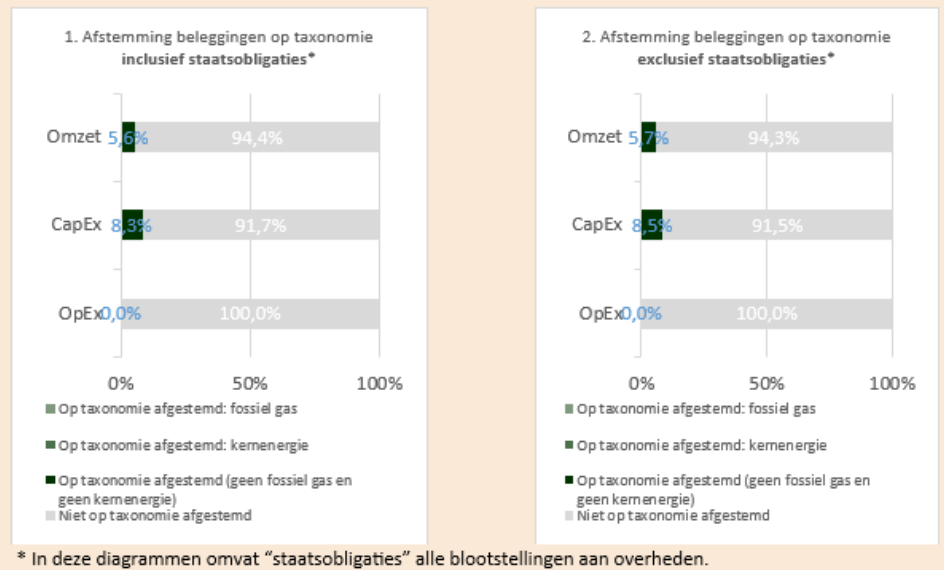 1. Afstemming beleggingen op taxonomie
inclusief staatsobligaties*
Omzet 5,6% 94,4%
CapEx 8,3% 91,7%
OpEx 0,0% 100,0%
0% 50% 100%
Op taxonomie afgestemd: fossiel gas
Op taxonomie afgestemd: kernenergie
Op taxonomie afgestemd (geen fossiel gas en
geen kernenergie)
Niet op taxonomie afgestemd
2. Afstemming beleggingen op taxonomie
exclusief staatsobligaties*
Omzet 5,7% 94,3%
CapEx 8,5% 91,5%
OpEx 0,0% 100,0%
0% 50% 100%
Op taxonomie afgestemd: fossiel gas
Op taxonomie afgestemd: kernenergie
Op taxonomie afgestemd (geen fossiel gas en
geen kernenergie)
Niet op taxonomie afgestemd
* In deze diagrammen omvat “staatsobligaties” alle blootstellingen aan overheden.